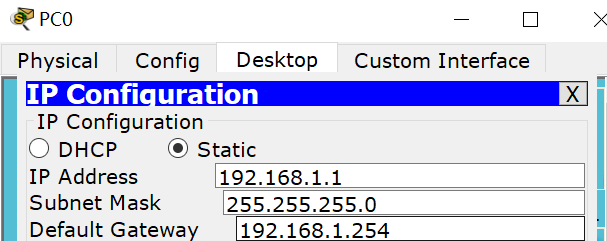 PC0
Physical Config Desktop Custom Interface
IP Configuration X
IP Configuration
DHCP Static
IP Address 192.168.1.1
Subnet Mask 255.255.255.0
Default Gateway 192.168.1.254